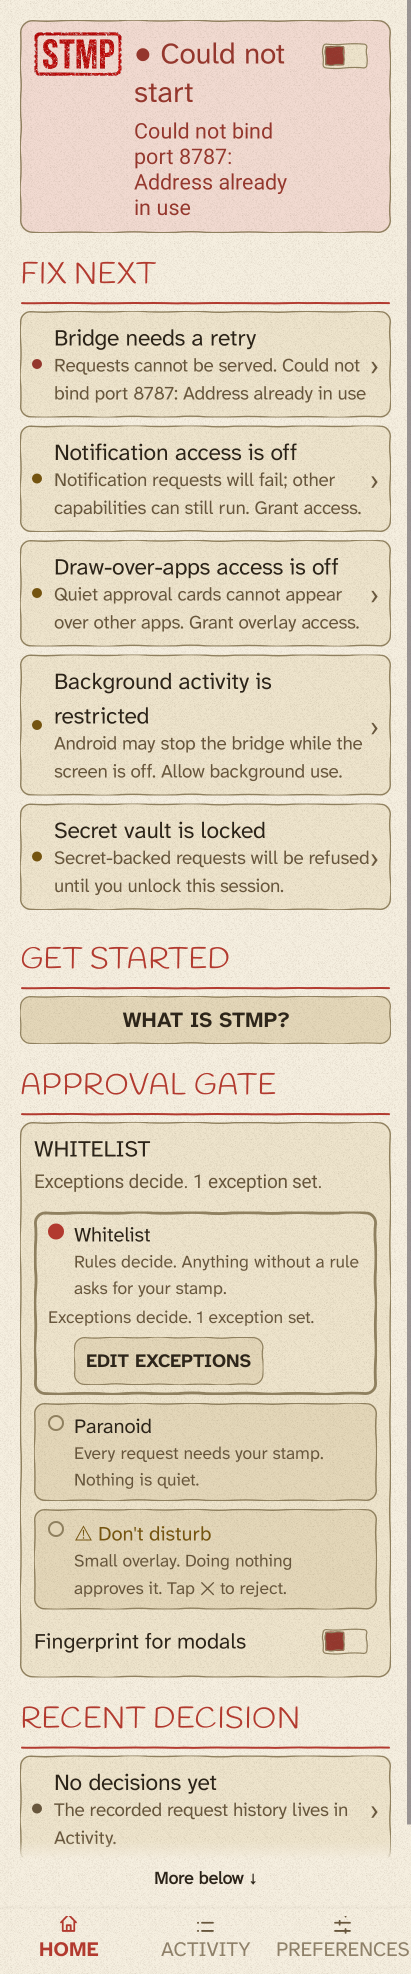 STMP
● Could not
start
Could not bind
port 8787:
Address already
in use
FIX NEXT
Bridge needs a retry
Requests cannot be served. Could not
bind port 8787: Address already in use
Notification access is off
Notification requests will fail; other
capabilities can still run. Grant access.
Draw-over-apps access is off
Quiet approval cards cannot appear
over other apps. Grant overlay access.
Background activity is
restricted
Android may stop the bridge while the
screen is off. Allow background use.
Secret vault is locked
Secret-backed requests will be refused
until you unlock this session.
GET STARTED
WHAT IS STMP?
APPROVAL GATE
WHITELIST
Exceptions decide. 1 exception set.
Whitelist
Rules decide. Anything without a rule
asks for your stamp.
Exceptions decide. 1 exception set.
EDIT EXCEPTIONS
Paranoid
Every request needs your stamp.
Nothing is quiet.
⚠ Don't disturb
Small overlay. Doing nothing
approves it. Tap ✕ to reject.
Fingerprint for modals
RECENT DECISION
No decisions yet
The recorded request history lives in
Activity.
More below ↓
HOME
ACTIVITY
PREFERENCES